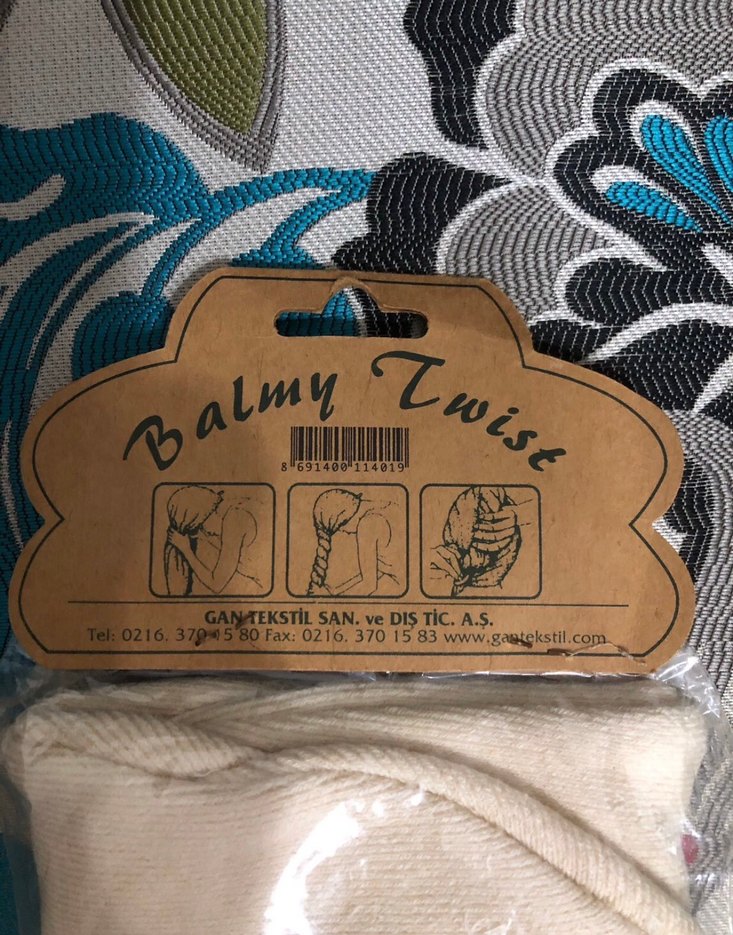 Balmy Twist
8 691400 114019
GAN TEKSTİL SAN. ve DIŞ TİC. A.Ş.
Tel: 0216. 370 15 80 Fax: 0216. 370 15 83 www.gantekstil.com